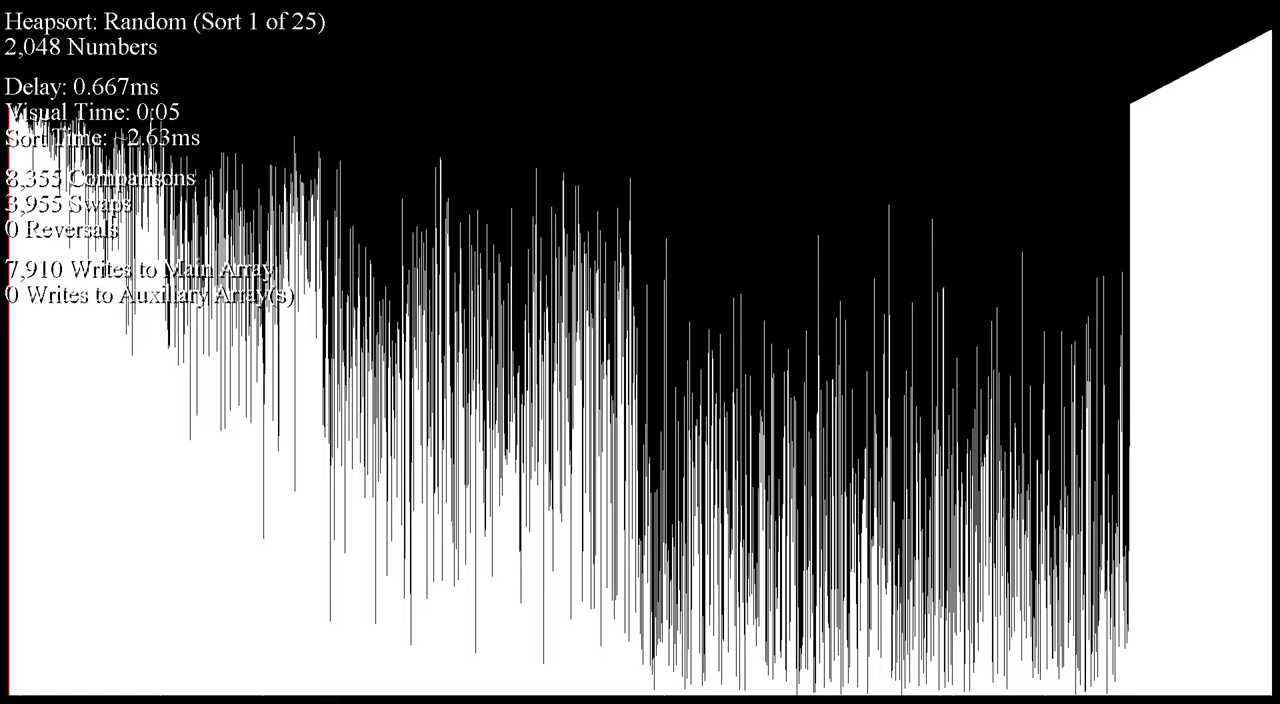 Heapsort: Random (Sort 1 of 25)
2,048 Numbers
Delay: 0.667ms
Visual Time: 0:05
Sort Time: ~2.63ms
8,355 Comparisons
3,955 Swaps
0 Reversals
7,910 Writes to Main Array
0 Writes to Auxiliary Array(s)